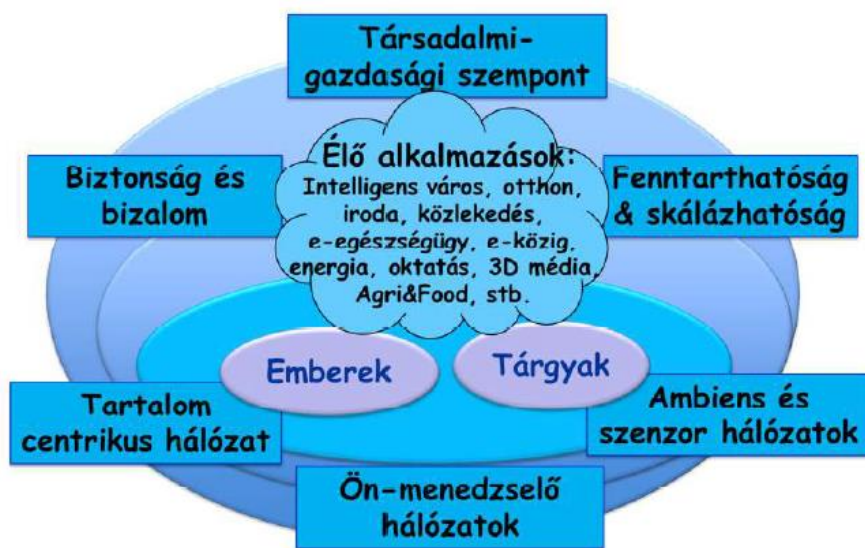 Társadalmi-
gazdasági szempont
Biztonság és
bizalom
Élő alkalmazások:
Intelligens város, otthon,
iroda, közlekedés,
e-egészségügy, e-közig,
energia, oktatás, 3D média,
Agri&Food, stb.
Fenntarthatóság
& skálázhatóság
Emberek
Tárgyak
Tartalom
centrikus hálózat
Ambiens és
szenzor hálózatok
Ön-menedzselő
hálózatok